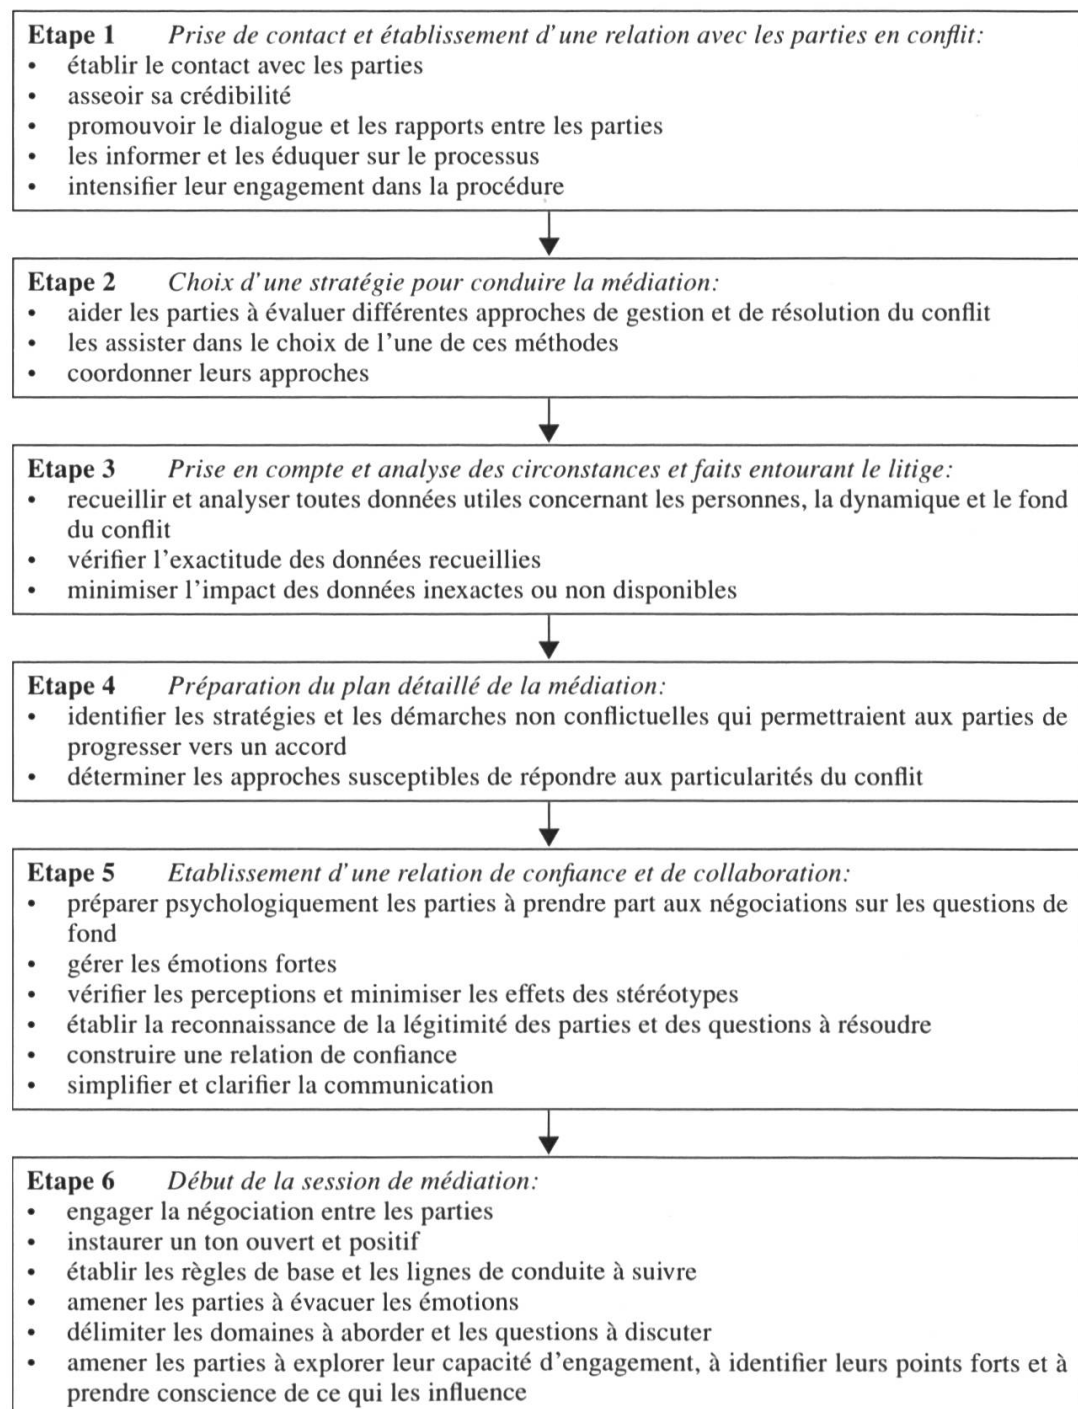 Etape 1 Prise de contact et établissement d'une relation avec les parties en conflit:
• établir le contact avec les parties
• asseoir sa crédibilité
• promouvoir le dialogue et les rapports entre les parties
• les informer et les éduquer sur le processus
• intensifier leur engagement dans la procédure
Etape 2 Choix d'une stratégie pour conduire la médiation:
• aider les parties à évaluer différentes approches de gestion et de résolution du conflit
• les assister dans le choix de l'une de ces méthodes
• coordonner leurs approches
Etape 3 Prise en compte et analyse des circonstances et faits entourant le litige:
• recueillir et analyser toutes données utiles concernant les personnes, la dynamique et le fond
du conflit
• vérifier l'exactitude des données recueillies
• minimiser l'impact des données inexactes ou non disponibles
Etape 4 Préparation du plan détaillé de la médiation:
• identifier les stratégies et les démarches non conflictuelles qui permettraient aux parties de
progresser vers un accord
• déterminer les approches susceptibles de répondre aux particularités du conflit
Etape 5 Etablissement d'une relation de confiance et de collaboration:
• préparer psychologiquement les parties à prendre part aux négociations sur les questions de
fond
• gérer les émotions fortes
• vérifier les perceptions et minimiser les effets des stéréotypes
• établir la reconnaissance de la légitimité des parties et des questions à résoudre
• construire une relation de confiance
• simplifier et clarifier la communication
Etape 6 Début de la session de médiation:
• engager la négociation entre les parties
• instaurer un ton ouvert et positif
• établir les règles de base et les lignes de conduite à suivre
• amener les parties à évacuer les émotions
• délimiter les domaines à aborder et les questions à discuter
• amener les parties à explorer leur capacité d'engagement, à identifier leurs points forts et à
prendre conscience de ce qui les influence